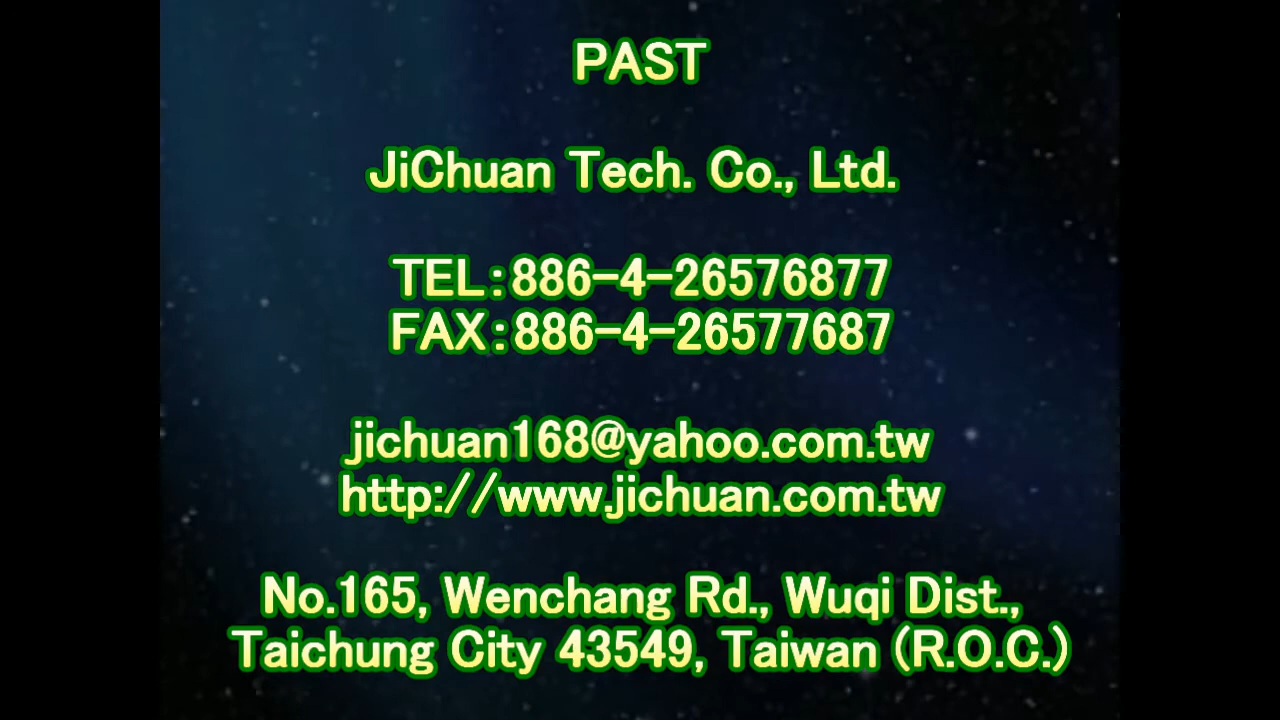 PAST
JiChuan Tech. Co., Ltd.
TEL:886-4-26576877
FAX:886-4-26577687
jichuan168@yahoo.com.tw
http://www.jichuan.com.tw
No.165, Wenchang Rd., Wuqi Dist.,
Taichung City 43549, Taiwan (R.O.C.)